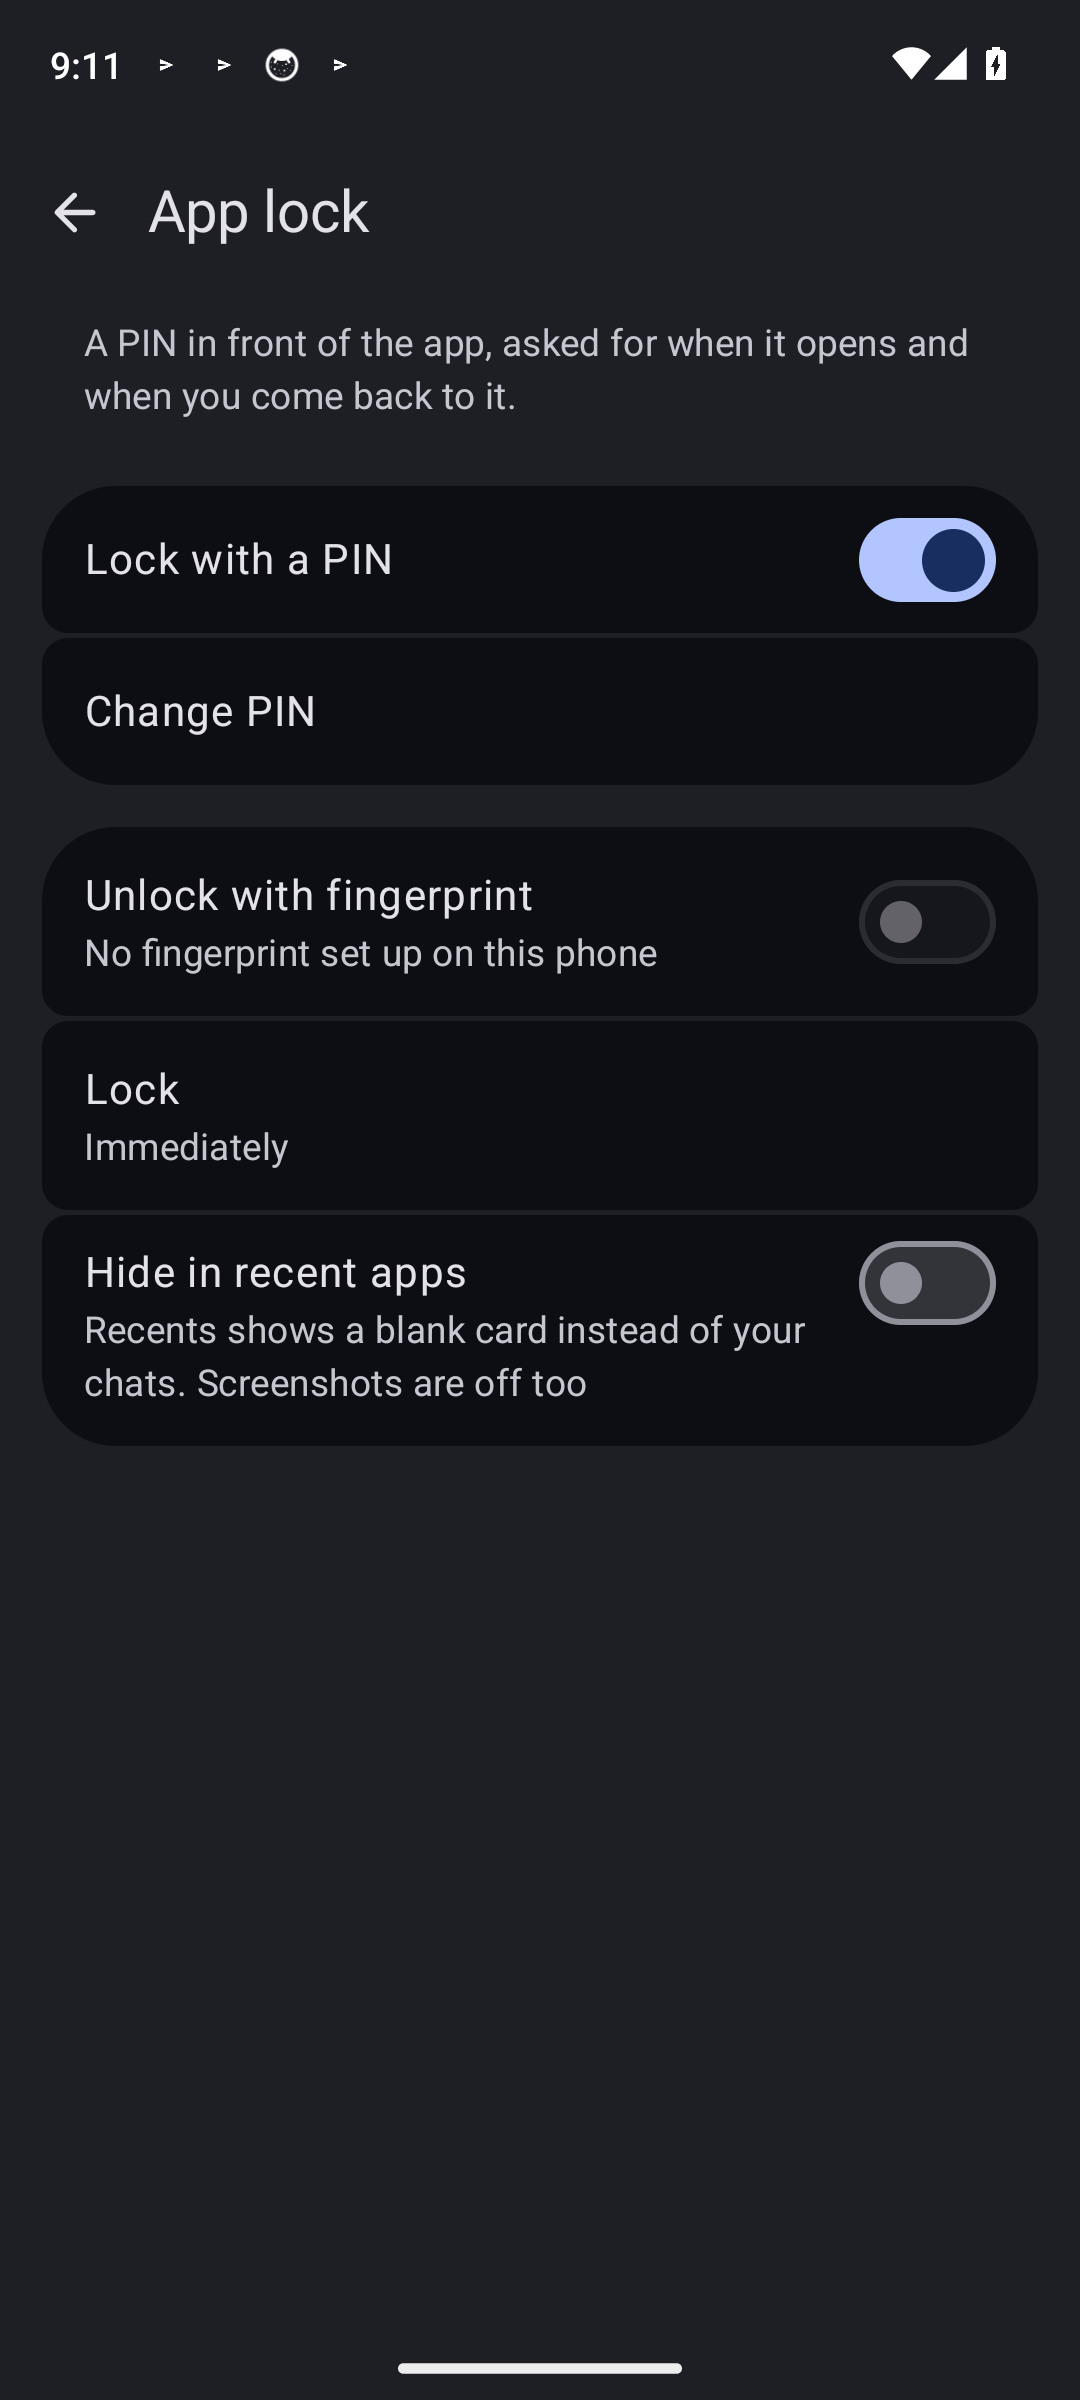 9:11
App lock
A PIN in front of the app, asked for when it opens and
when you come back to it.
Lock with a PIN
Change PIN
Unlock with fingerprint
No fingerprint set up on this phone
Lock
Immediately
Hide in recent apps
Recents shows a blank card instead of your
chats. Screenshots are off too